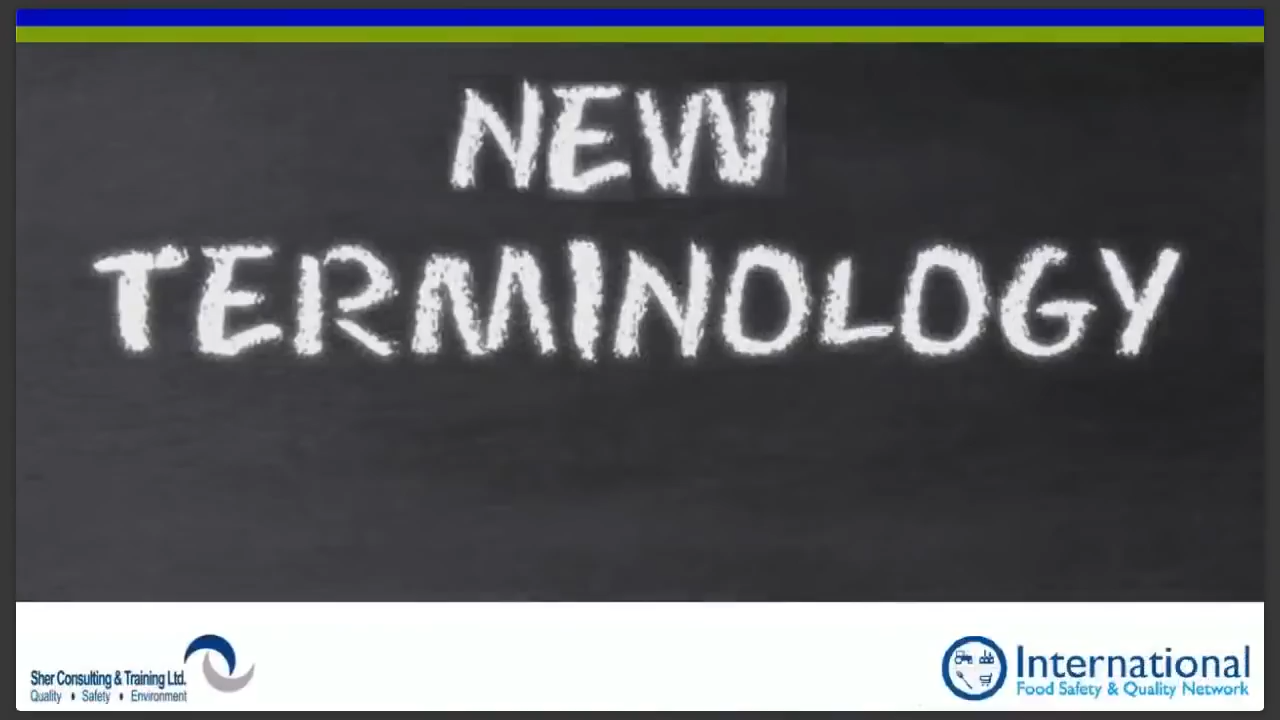 NEW
TERMINOLOGY
Sher Consulting & Training Ltd.
Quality • Safety • Environment
International
Food Safety & Quality Network